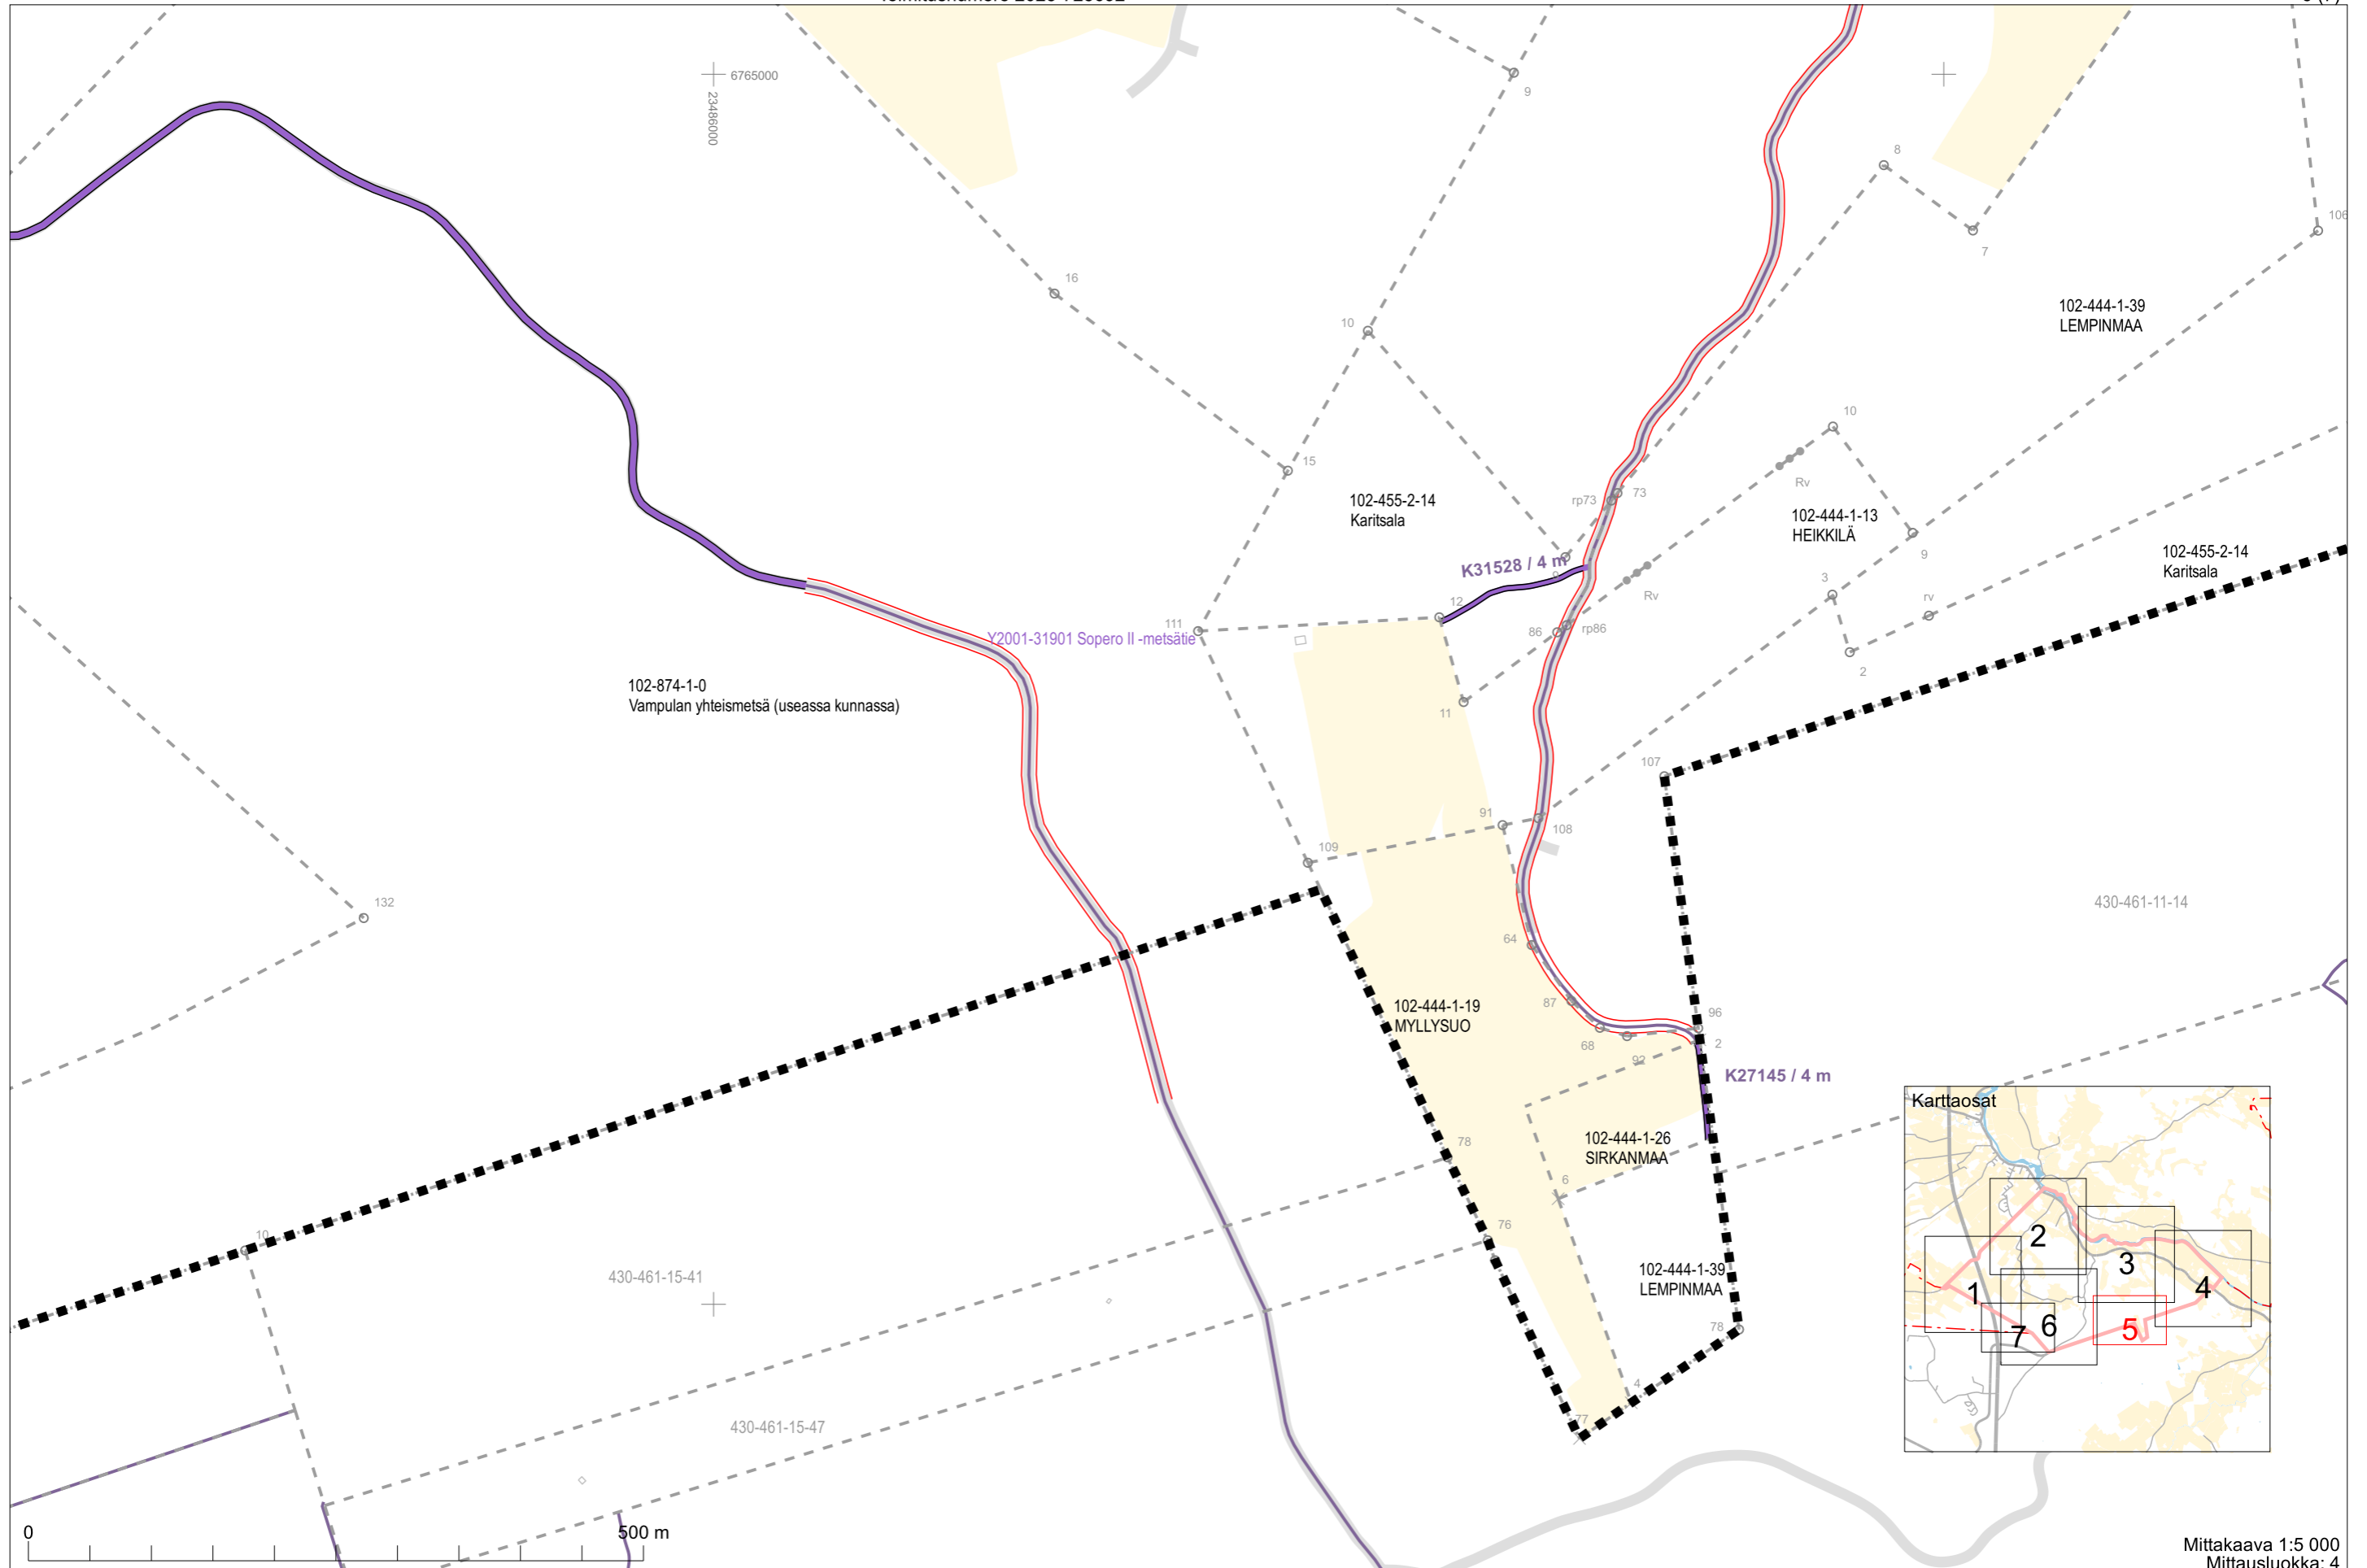 6765000
23486000
9
8
7
106
16
10
102-444-1-39
LEMPINMAA
15
10
Rv
rp73
73
102-455-2-14
Karitsala
102-444-1-13
HEIKKILÄ
9
102-455-2-14
Karitsala
K31528 / 4 m
3
rv
Rv
12
111
Y2001-31901 Sopero II -metsätie
86
rp86
2
102-874-1-0
Vampulan yhteismetsä (useassa kunnassa)
11
107
91
108
109
132
430-461-11-14
64
87
102-444-1-19
MYLLYSUO
96
68
92
2
K27145 / 4 m
Karttaosat
78
102-444-1-26
SIRKANMAA
6
76
10
430-461-15-41
102-444-1-39
LEMPINMAA
78
1
2
3
4
5
6
7
4
77
430-461-15-47
0
500 m
Mittakaava 1:5 000
Mittausluokka: 4